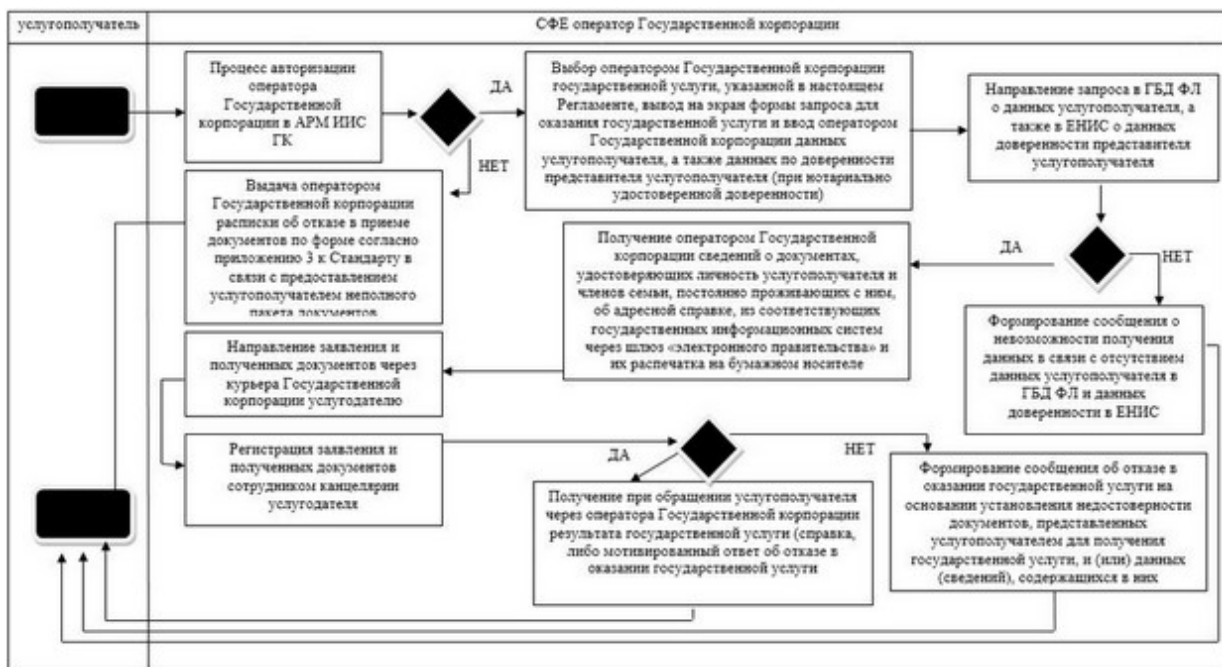 услугополучатель
СФЕ оператор Государственной корпорации
Процесс авторизации
оператора
Государственной
корпорации в АРМ ИИС
ГК
ДА
НЕТ
Выбор оператором Государственной корпорации
государственной услуги, указанной в настоящем
Регламенте, вывод на экран формы запроса для
оказания государственной услуги и ввод оператором
Государственной корпорации данных
услугополучателя, а также данных по доверенности
представителя услугополучателя (при нотариально
удостоверенной доверенности)
Направление запроса в ГБД ФЛ
о данных услугополучателя, а
также в ЕНИС о данных
доверенности представителя
услугополучателя
Выдача оператором
Государственной корпорации
расписки об отказе в приеме
документов по форме согласно
приложению 3 к Стандарту в
связи с предоставлением
услугополучателем неполного
пакета документов
Получение оператором Государственной
корпорации сведений о документах,
удостоверяющих личность услугополучателя и
членов семьи, постоянно проживающих с ним,
об адресной справке, из соответствующих
государственных информационных систем
через шлюз «электронного правительства» и
их распечатка на бумажном носителе
ДА
НЕТ
Формирование сообщения о
невозможности получения
данных в связи с отсутствием
данных услугополучателя в
ГБД ФЛ и данных
доверенности в ЕНИС
Направление заявления и
полученных документов через
курьера Государственной
корпорации услугодателю
Регистрация заявления и
полученных документов
сотрудником канцелярии
услугодателя
ДА
НЕТ
Получение при обращении услугополучателя
через оператора Государственной корпорации
результата государственной услуги (справка,
либо мотивированный ответ об отказе в
оказании государственной услуги
Формирование сообщения об отказе в
оказании государственной услуги на
основании установления недостоверности
документов, представленных
услугополучателем для получения
государственной услуги, и (или) данных
(сведений), содержащихся в них